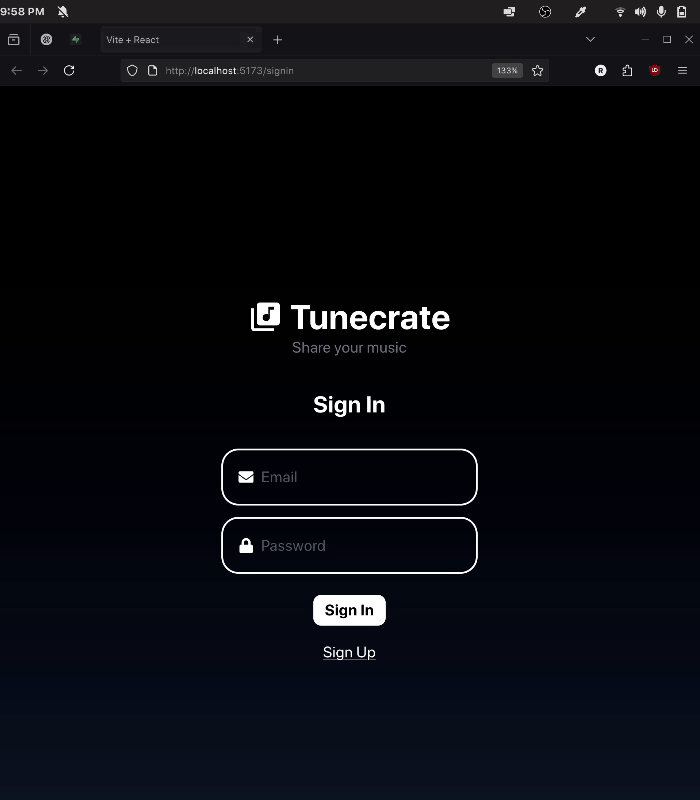 9:58 PM
Vite + React
http://localhost:5173/signin
133%
R
Tunecrate
Share your music
Sign In
Email
Password
Sign In
Sign Up